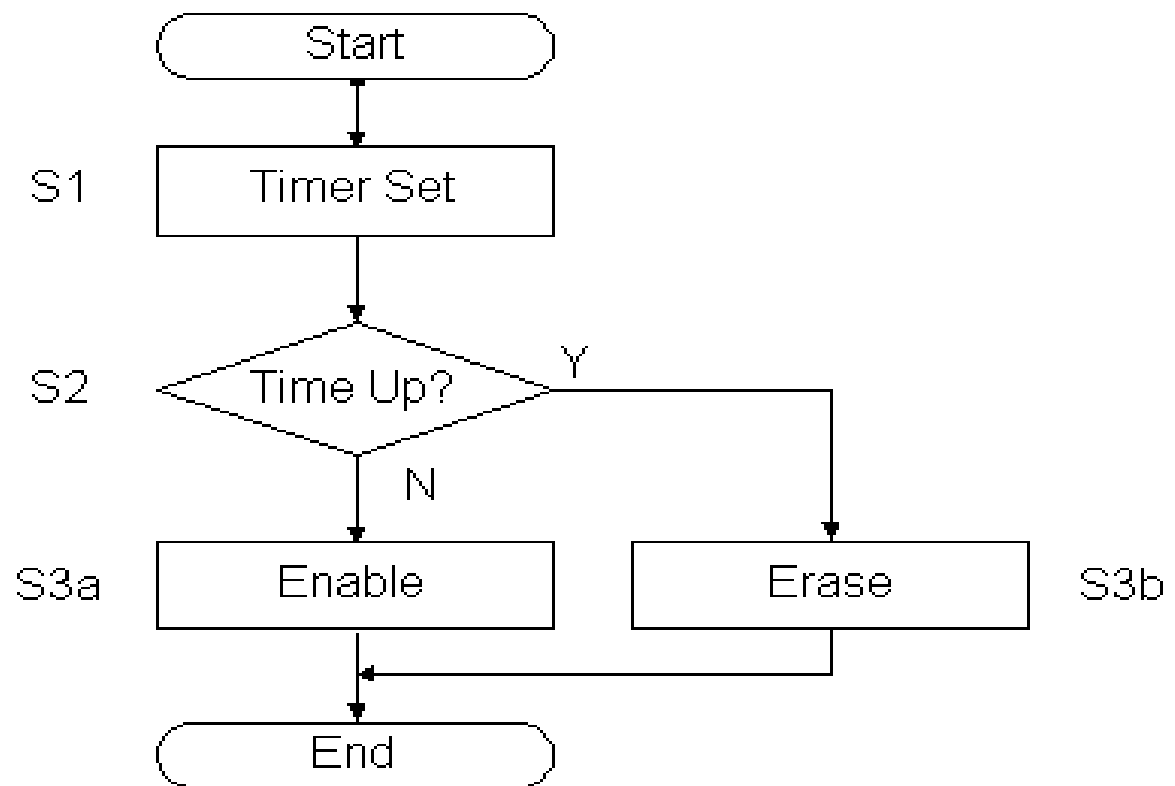 Start
S1
Timer Set
S2
Time Up?
Y
N
S3a
Enable
Erase
S3b
End